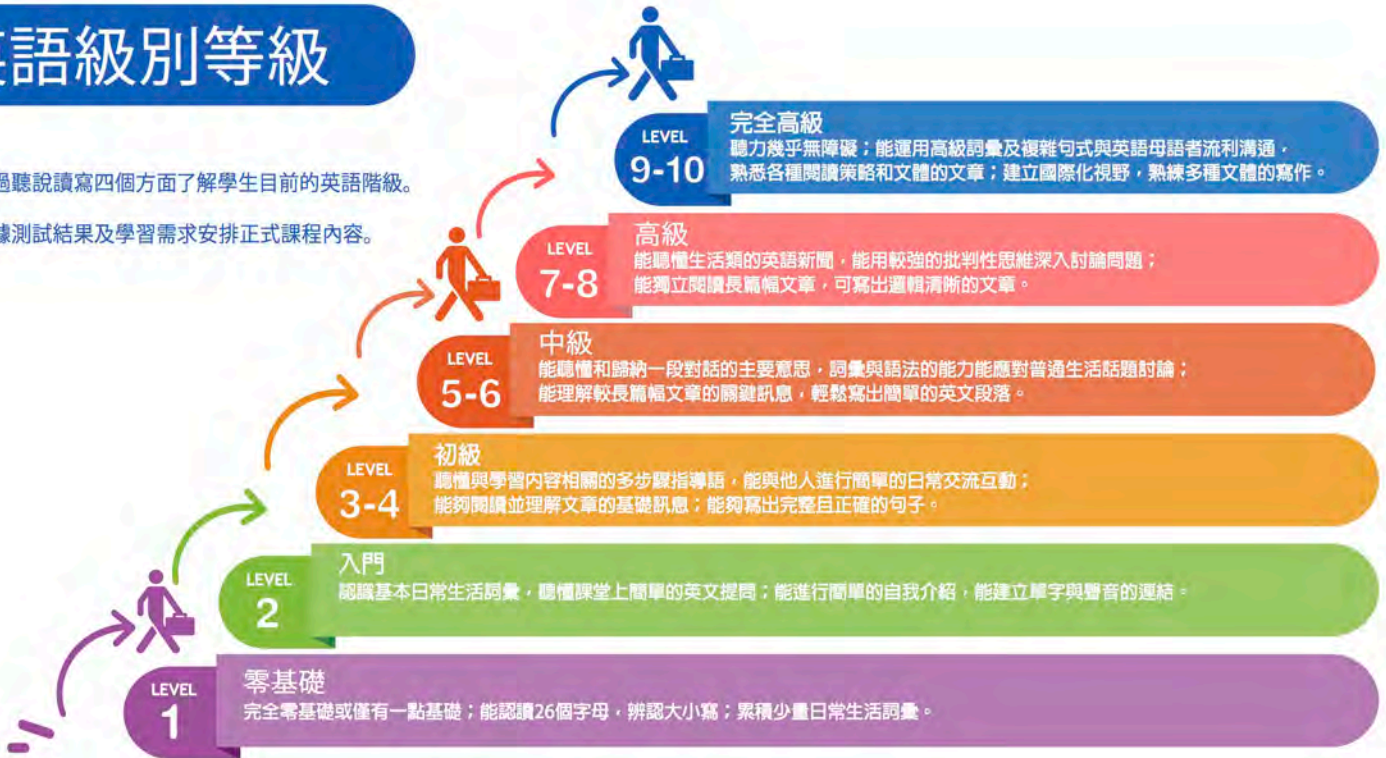 語級別等級
過聽說讀寫四個方面了解學生目前的英語階級。
據測試結果及學習需求安排正式課程內容。
LEVEL
9-10
完全高級
聽力幾乎無障礙；能運用高級詞彙及複雜句式與英語母語者流利溝通，
熟悉各種閱讀策略和文體的文章；建立國際化視野，熟練多種文體的寫作。
LEVEL
7-8
高級
能聽懂生活類的英語新聞，能用較強的批判性思維深入討論問題；
能獨立閱讀長篇幅文章，可寫出邏輯清晰的文章。
LEVEL
5-6
中級
能聽懂和歸納一段對話的主要意思，詞彙與語法的能力能應對普通生活話題討論；
能理解較長篇幅文章的關鍵訊息，輕鬆寫出簡單的英文段落。
LEVEL
3-4
初級
聽懂與學習內容相關的多步驟指導語，能與他人進行簡單的日常交流互動；
能夠閱讀並理解文章的基礎訊息；能夠寫出完整且正確的句子。
LEVEL
2
入門
認識基本日常生活詞彙，聽懂課堂上簡單的英文提問；能進行簡單的自我介紹，能建立單字與聲音的連結。
LEVEL
1
零基礎
完全零基礎或僅有一點基礎；能認讀26個字母，辨認大小寫；累積少量日常生活詞彙。